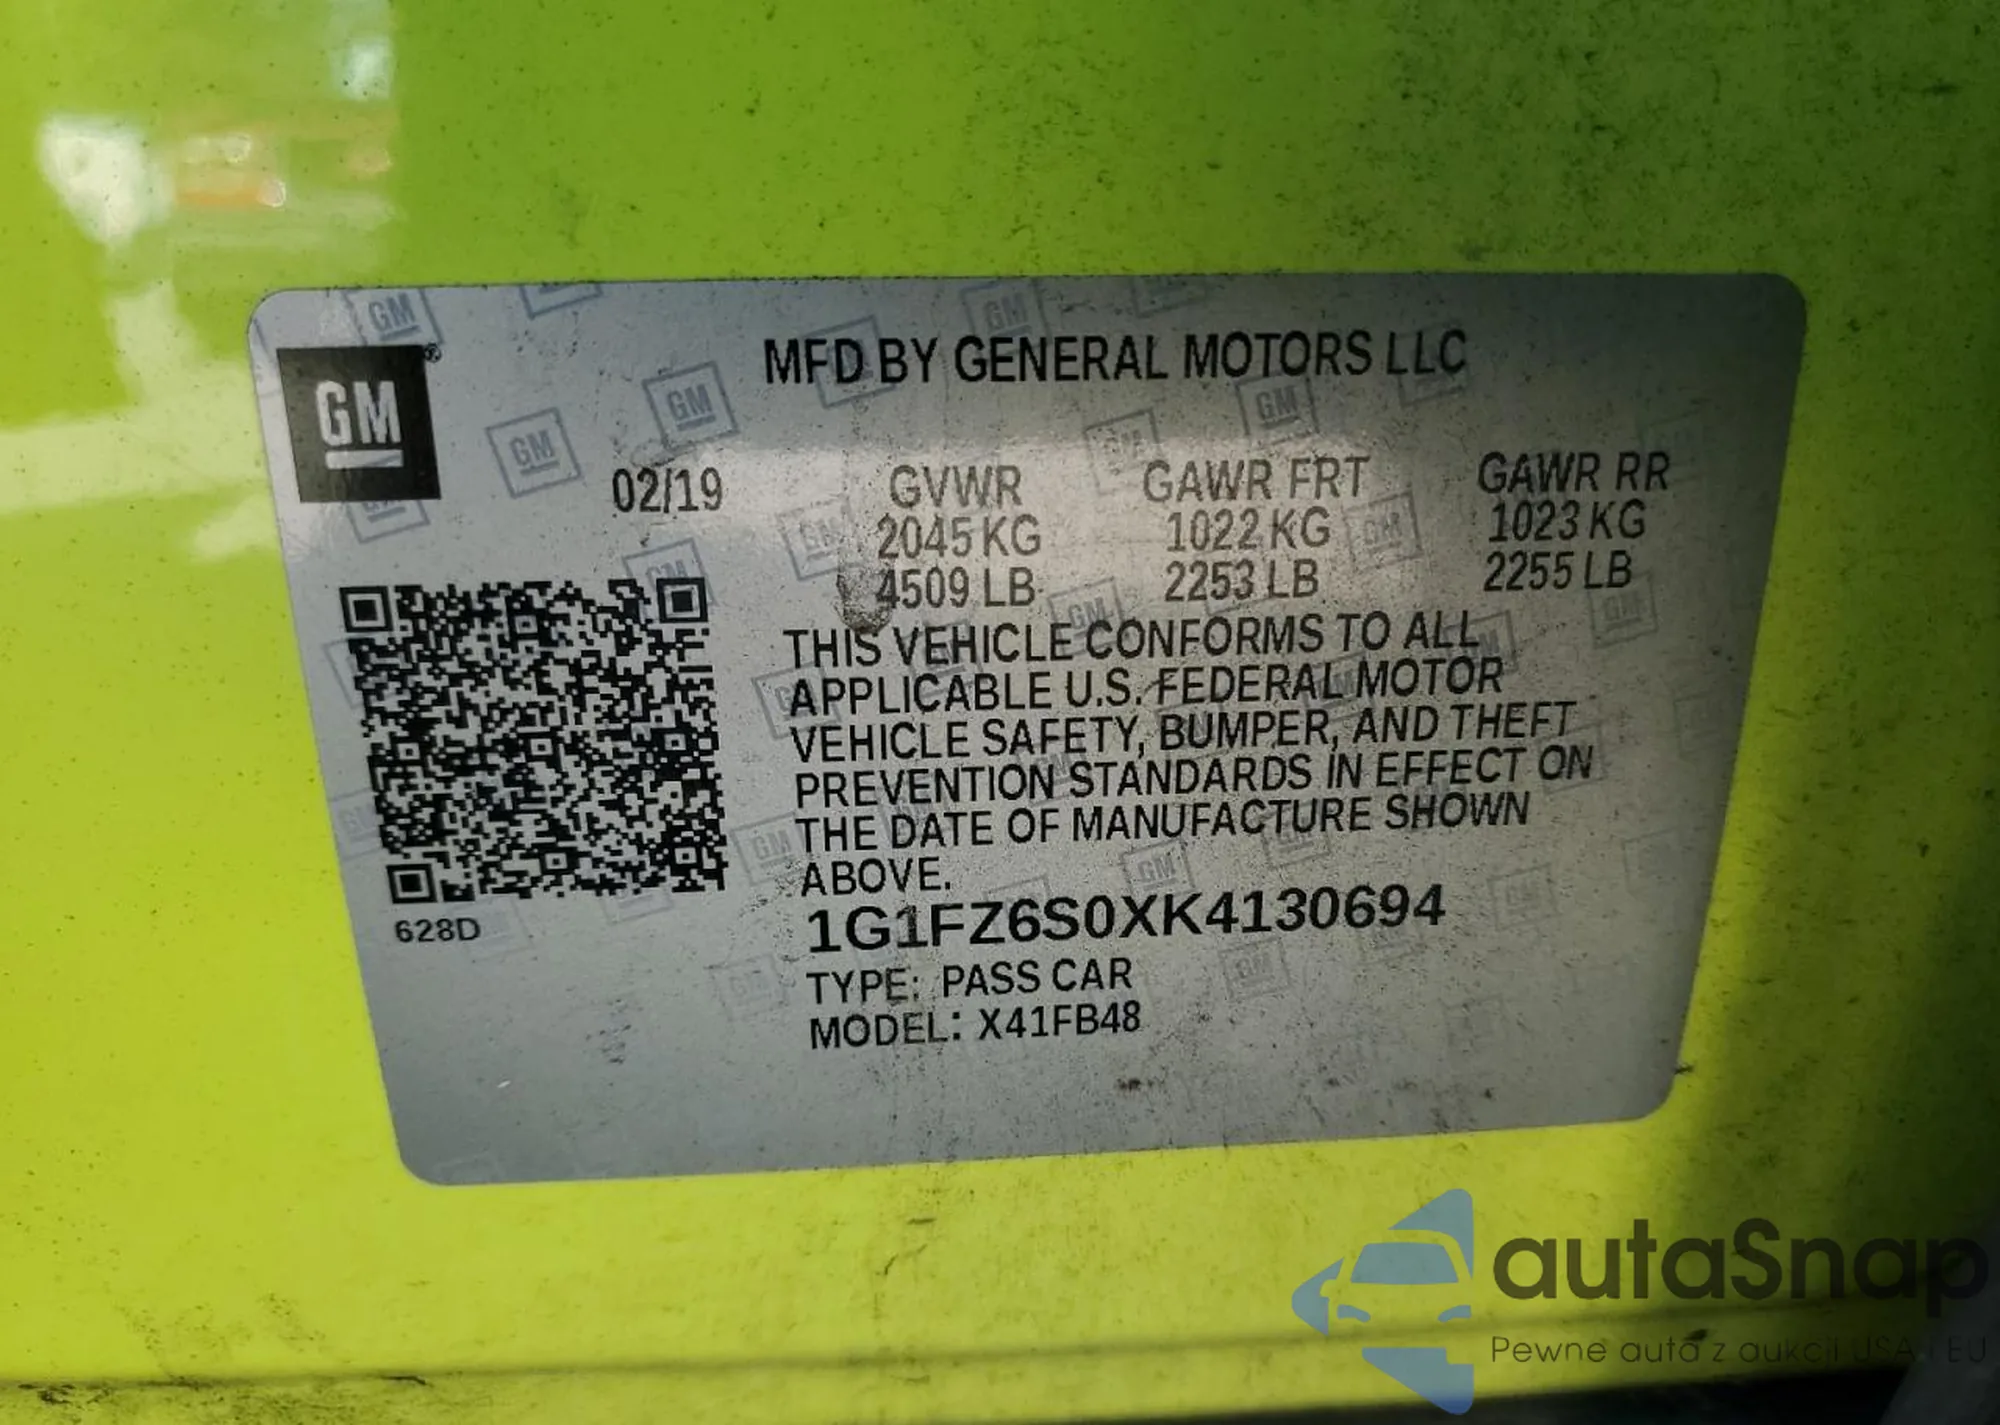 MFD BY GENERAL MOTORS LLC
GM®
02/19
GVWR
2045 KG
4509 LB
GAWR FRT
1022 KG
2253 LB
GAWR RR
1023 KG
2255 LB
THIS VEHICLE CONFORMS TO ALL
APPLICABLE U.S. FEDERAL MOTOR
VEHICLE SAFETY, BUMPER, AND THEFT
PREVENTION STANDARDS IN EFFECT ON
THE DATE OF MANUFACTURE SHOWN
ABOVE.
628D
1G1FZ6S0XK4130694
TYPE: PASS CAR
MODEL: X41FB48
autaSnap
Pewne auta z aukcji USA i EU